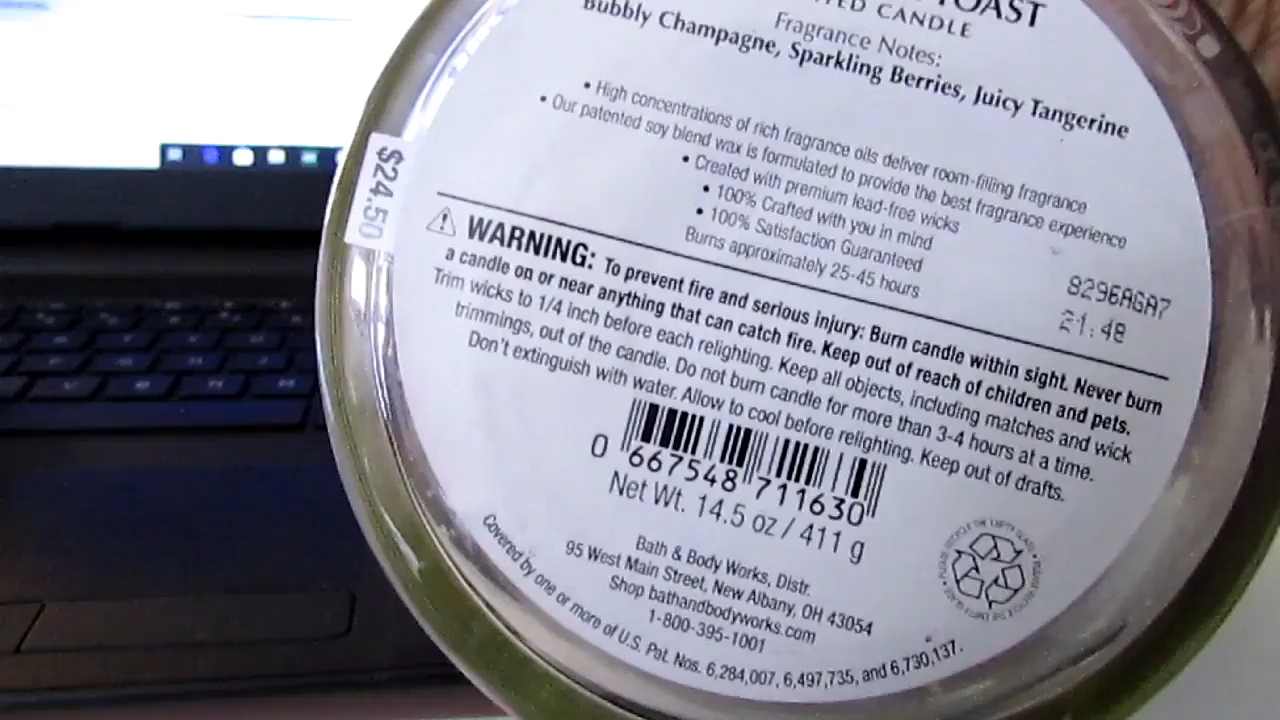 TOAST
CANDLE
Fragrance Notes:
Bubbly Champagne, Sparkling Berries, Juicy Tangerine
• High concentrations of rich fragrance oils deliver room-filling fragrance
• Our patented soy blend wax is formulated to provide the best fragrance experience
• Created with premium lead-free wicks
• 100% Crafted with you in mind
• 100% Satisfaction Guaranteed
Burns approximately 25-45 hours
8296AGA7
21:48
$24.50
WARNING: To prevent fire and serious injury: Burn candle within sight. Never burn
a candle on or near anything that can catch fire. Keep out of reach of children and pets.
Trim wicks to 1/4 inch before each relighting. Keep all objects, including matches and wick
trimmings, out of the candle. Do not burn candle for more than 3-4 hours at a time.
Don't extinguish with water. Allow to cool before relighting. Keep out of drafts.
0 667548 711630
Net Wt. 14.5 oz / 411 g
Bath & Body Works, Distr.
95 West Main Street, New Albany, OH 43054
Shop bathandbodyworks.com
1-800-395-1001
Covered by one or more of U.S. Pat. Nos. 6,284,007, 6,497,735, and 6,730,137.